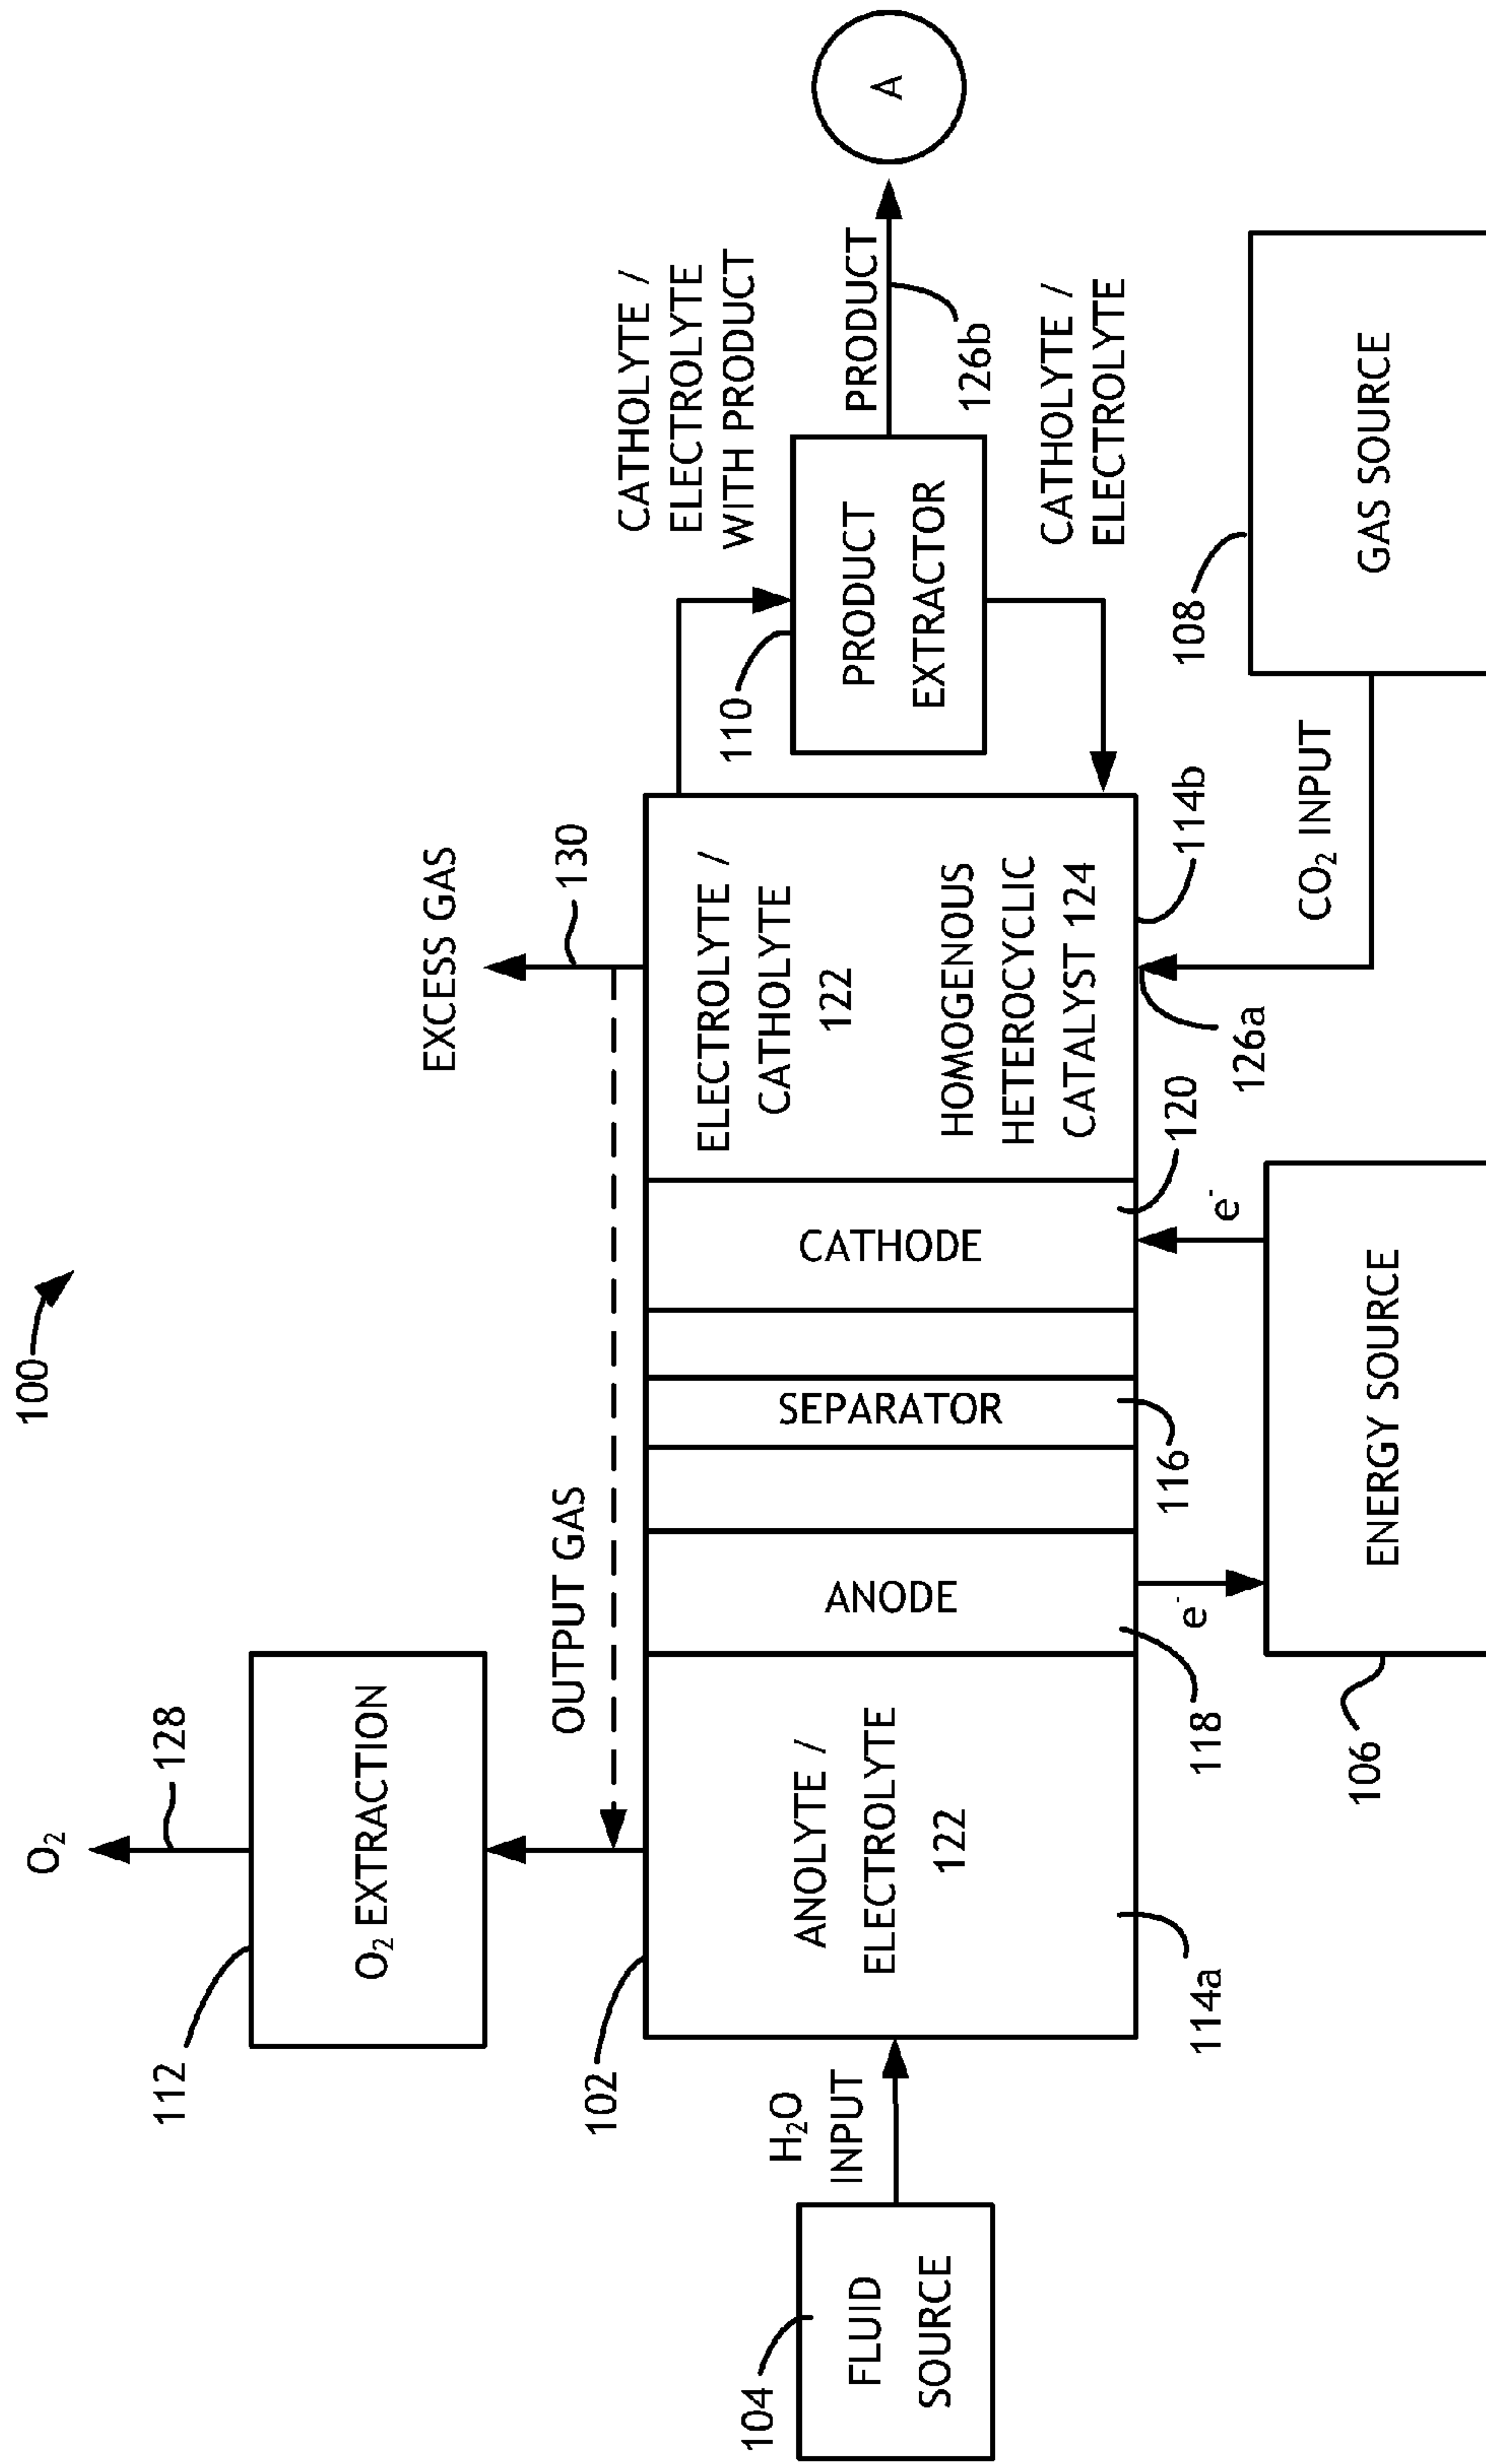 100
O₂
128
112
O₂ EXTRACTION
EXCESS GAS
130
OUTPUT GAS
102
104
FLUID
SOURCE
H₂O
INPUT
ANOLYTE /
ELECTROLYTE
122
114a
ANODE
118
SEPARATOR
116
CATHODE
120
ELECTROLYTE /
CATHOLYTE
122
HOMOGENOUS
HETEROCYCLIC
CATALYST 124
114b
CATHOLYTE /
ELECTROLYTE
WITH PRODUCT
110
PRODUCT
EXTRACTOR
PRODUCT
126b
A
CATHOLYTE /
ELECTROLYTE
e⁻
e⁻
106
ENERGY SOURCE
126a
CO₂ INPUT
108
GAS SOURCE